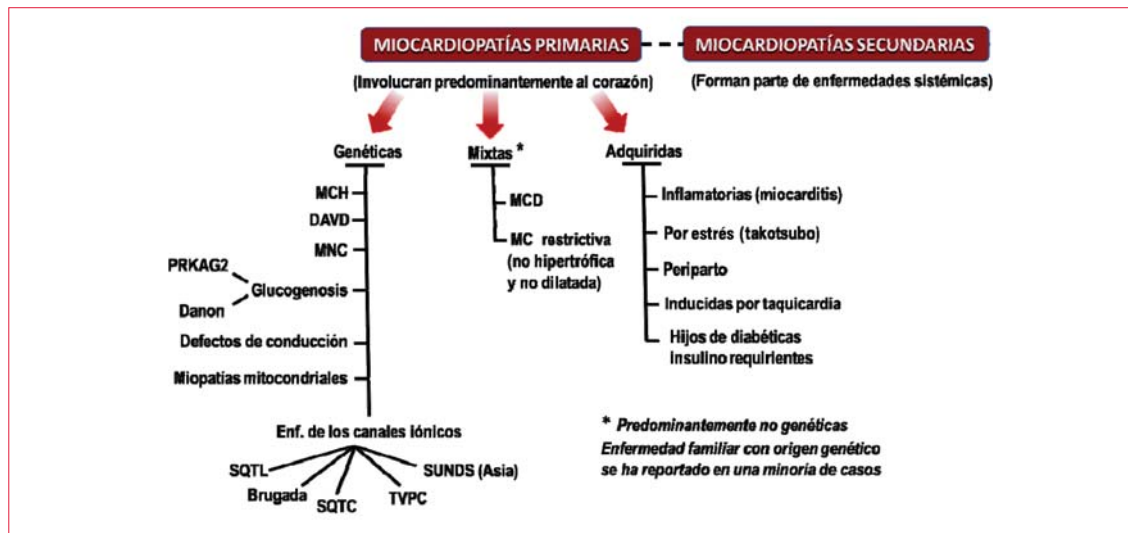 MIOCARDIOPATÍAS PRIMARIAS
MIOCARDIOPATÍAS SECUNDARIAS
(Involucran predominantemente al corazón)
(Forman parte de enfermedades sistémicas)
Genéticas
MCH
DAVD
MNC
PRKAG2
Glucogenosis
Danon
Defectos de conducción
Miopatías mitocondriales
Enf. de los canales iónicos
SQTL
Brugada
SQTC
TVPC
SUNDS (Asia)
Mixtas *
MCD
MC restrictiva
(no hipertrófica
y no dilatada)
Adquiridas
Inflamatorias (miocarditis)
Por estrés (takotsubo)
Periparto
Inducidas por taquicardia
Hijos de diabéticas
Insulino requirientes
* Predominantemente no genéticas
Enfermedad familiar con origen genético
se ha reportado en una minoría de casos